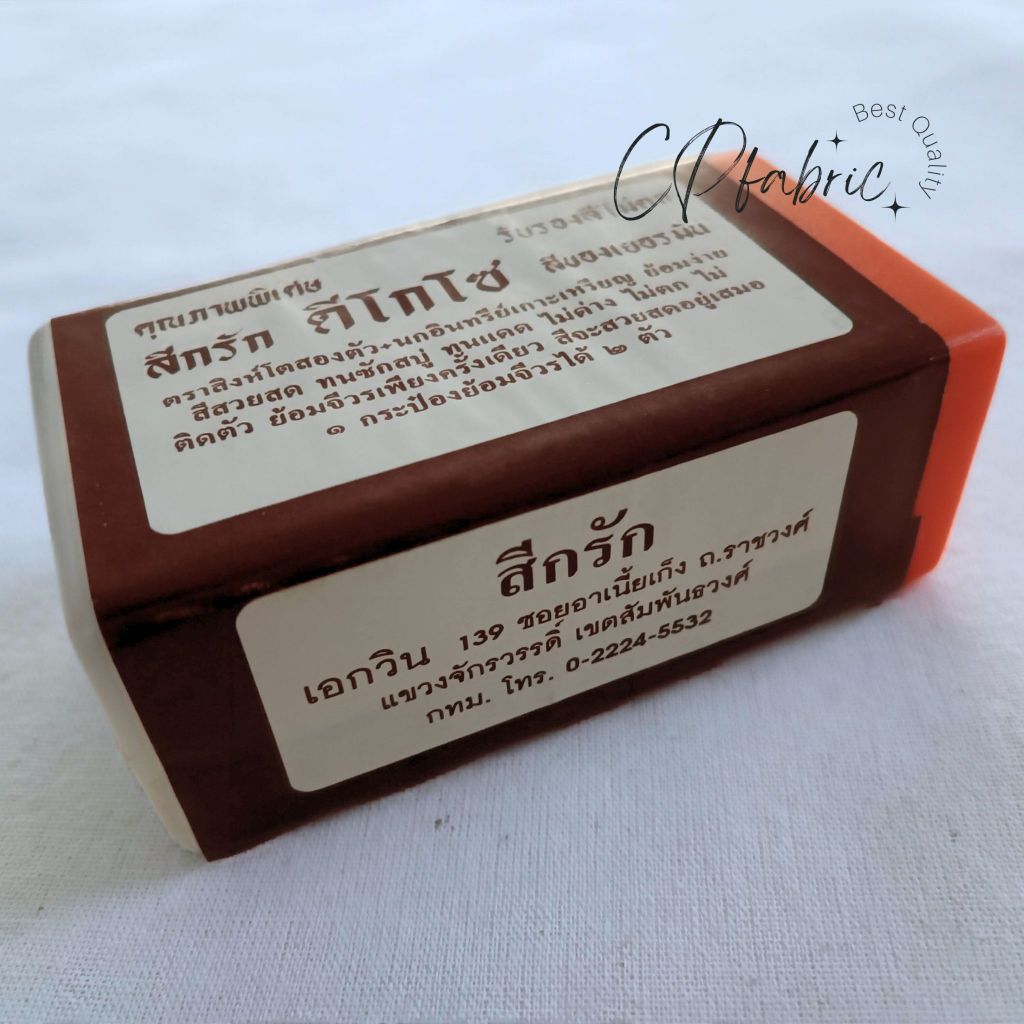 CPfabric
Best Quality
คุณภาพพิเศษ
สีกรัก ดีโกโซ่ สีของเยอรมัน
ตราสิงห์โตสองตัว+นกอินทรีย์เกาะเหรียญ ย้อมง่าย
สีสวยสด ทนซักสบู่ ทนแดด ไม่ด่าง ไม่ตก ไม่
ติดตัว ย้อมจีวรเพียงครั้งเดียว สีจะสวยสดอยู่เสมอ
๑ กระป๋องย้อมจีวรได้ ๒ ตัว
สีกรัก
เอกวิน 139 ซอยอาเนี้ยเก็ง ถ.ราชวงศ์
แขวงจักรวรรดิ์ เขตสัมพันธวงศ์
กทม. โทร. 0-2224-5532